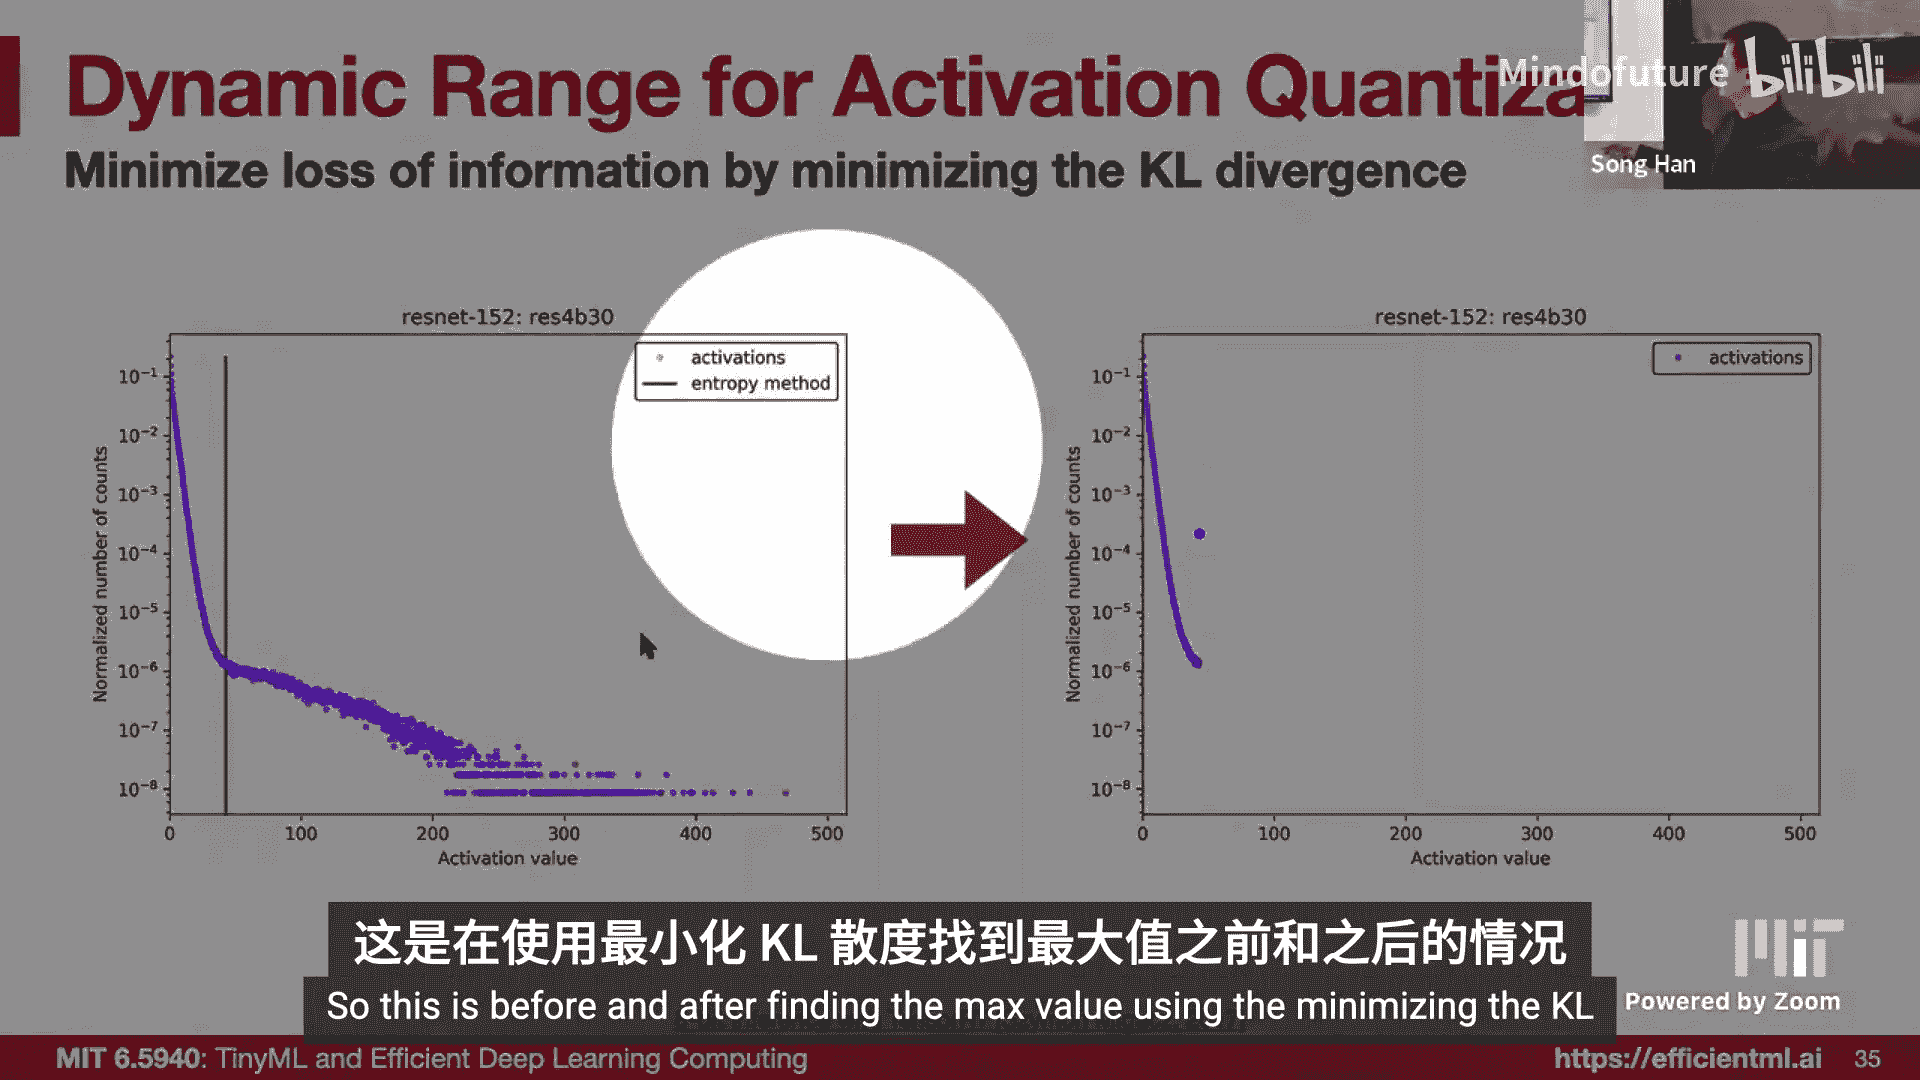 Dynamic Range for Activation Quantiza
Mindofuture bilibili
Minimize loss of information by minimizing the KL divergence
Song Han
resnet-152: res4b30
activations
entropy method
10⁻¹
10⁻²
10⁻³
10⁻⁴
10⁻⁵
10⁻⁶
10⁻⁷
10⁻⁸
Normalized number of counts
0 100 200 300 400 500
Activation value
resnet-152: res4b30
activations
10⁻¹
10⁻²
10⁻³
10⁻⁴
10⁻⁵
10⁻⁶
10⁻⁷
10⁻⁸
Normalized number of counts
0 100 200 300 400 500
Activation value
这是在使用最小化 KL 散度找到最大值之前和之后的情况
So this is before and after finding the max value using the minimizing the KL
MIT
Powered by Zoom
MIT 6.5940: TinyML and Efficient Deep Learning Computing
https://efficientml.ai 35